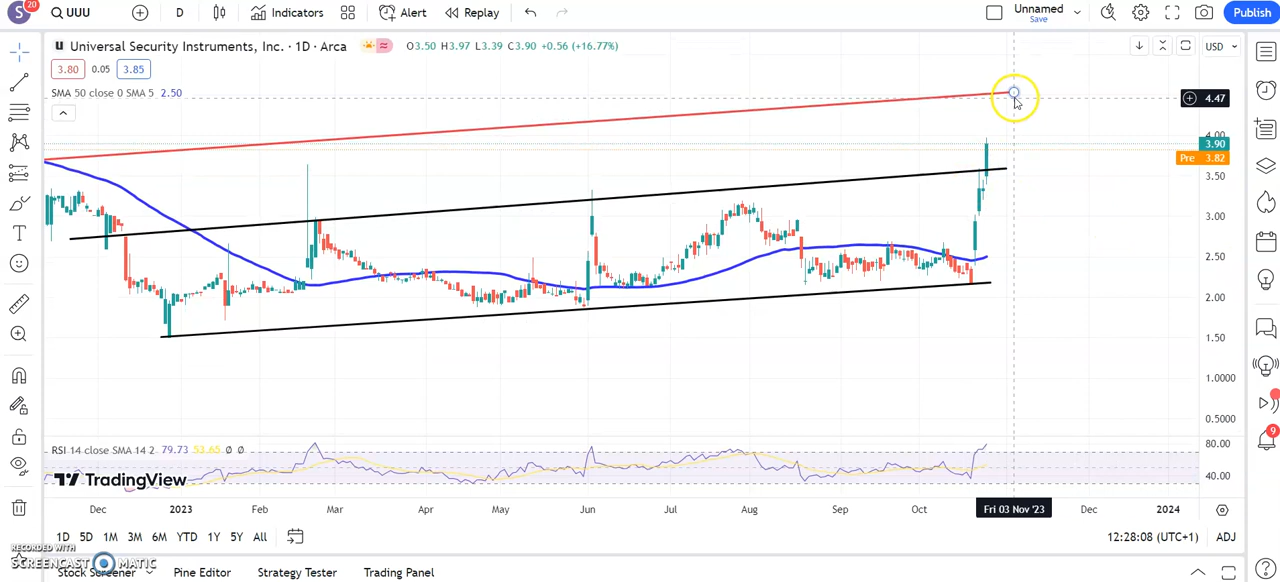 S 20 UUU D Indicators Alert Replay Unnamed Save Publish
U Universal Security Instruments, Inc. · 1D · Arca O3.50 H3.97 L3.39 C3.90 +0.56 (+16.77%) USD
3.80 0.05 3.85
SMA 50 close 0 SMA 5 2.50
4.47
4.00
3.90
Pre 3.82
3.50
3.00
2.50
2.00
1.50
1.0000
0.5000
RSI 14 close SMA 14 2 79.73 53.65 Ø Ø
80.00
40.00
TradingView
9
Dec 2023 Feb Mar Apr May Jun Jul Aug Sep Oct Fri 03 Nov '23 Dec 2024
1D 5D 1M 3M 6M YTD 1Y 5Y All 12:28:08 (UTC+1) ADJ
RECORDED WITH
SCREENCAST MATIC
Stock Screener Pine Editor Strategy Tester Trading Panel